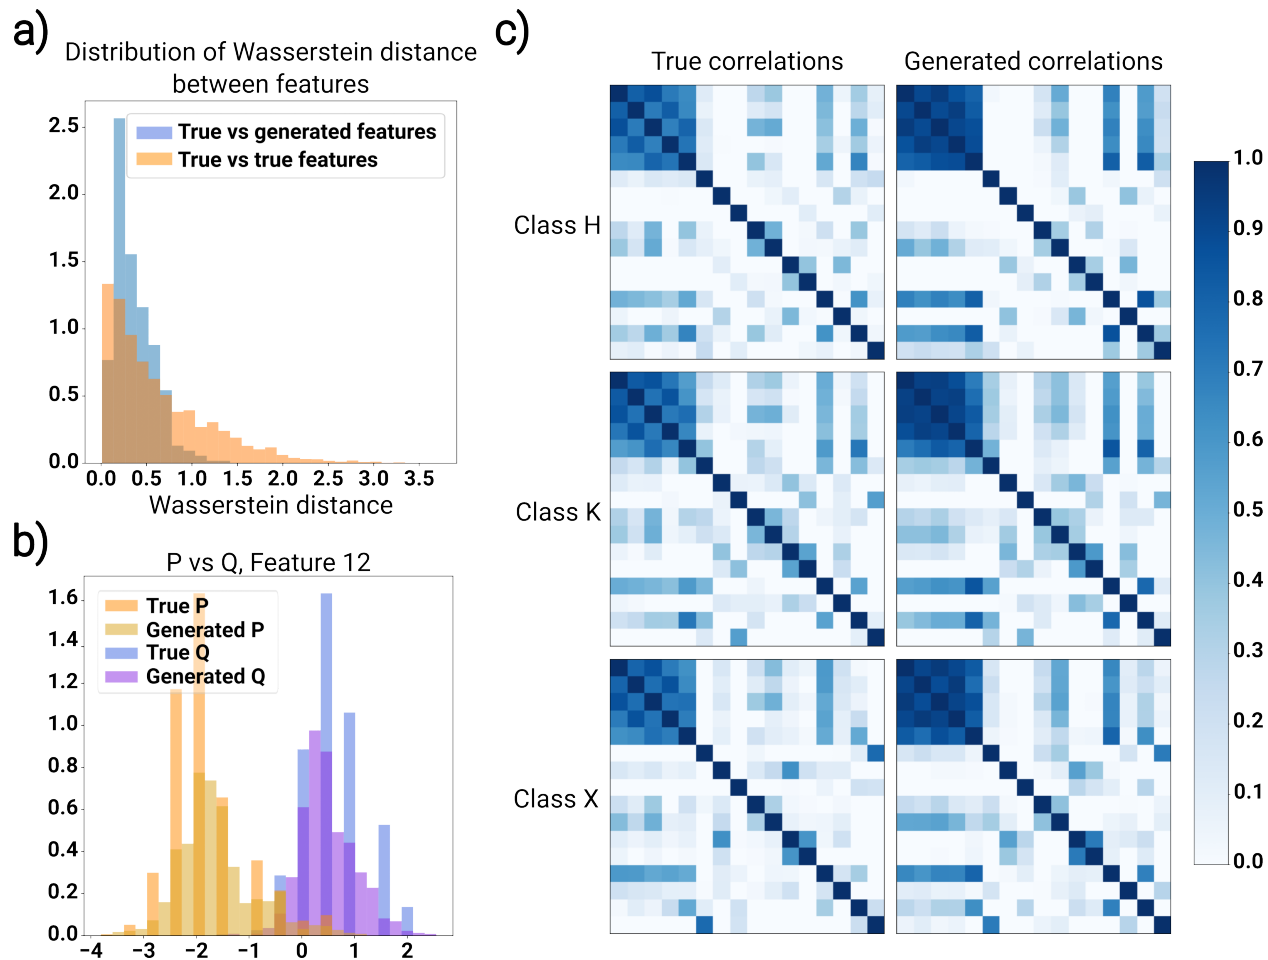 a)
Distribution of Wasserstein distance
between features
2.5
2.0
1.5
1.0
0.5
0.0
True vs generated features
True vs true features
0.0 0.5 1.0 1.5 2.0 2.5 3.0 3.5
Wasserstein distance
b)
P vs Q, Feature 12
1.6
1.4
1.2
1.0
0.8
0.6
0.4
0.2
0.0
True P
Generated P
True Q
Generated Q
−4 −3 −2 −1 0 1 2
c)
True correlations Generated correlations
Class H
Class K
Class X
1.0
0.9
0.8
0.7
0.6
0.5
0.4
0.3
0.2
0.1
0.0